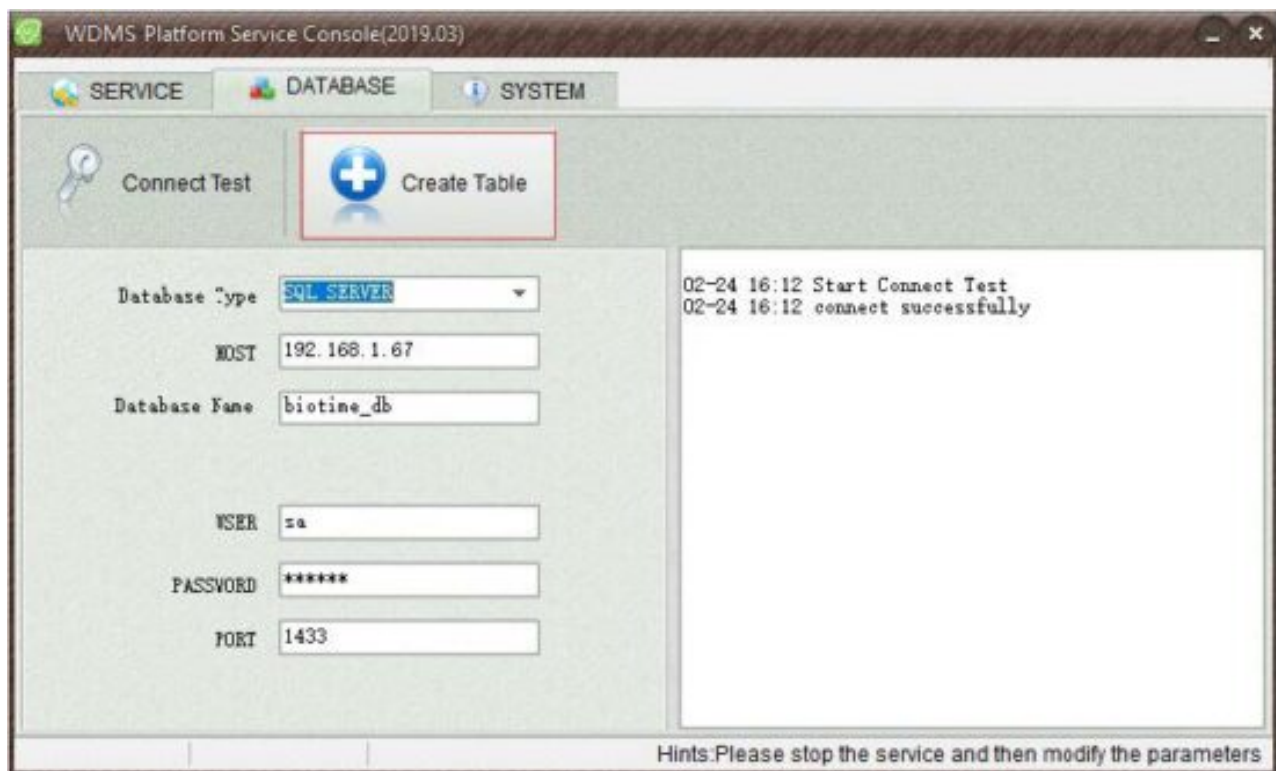 WDMS Platform Service Console(2019.03)
SERVICE
DATABASE
SYSTEM
Connect Test
Create Table
Database Type
SQL SERVER
HOST
192.168.1.67
Database Name
biotime_db
USER
sa
PASSWORD
******
PORT
1433
02-24 16:12 Start Connect Test
02-24 16:12 connect successfully
Hints:Please stop the service and then modify the parameters